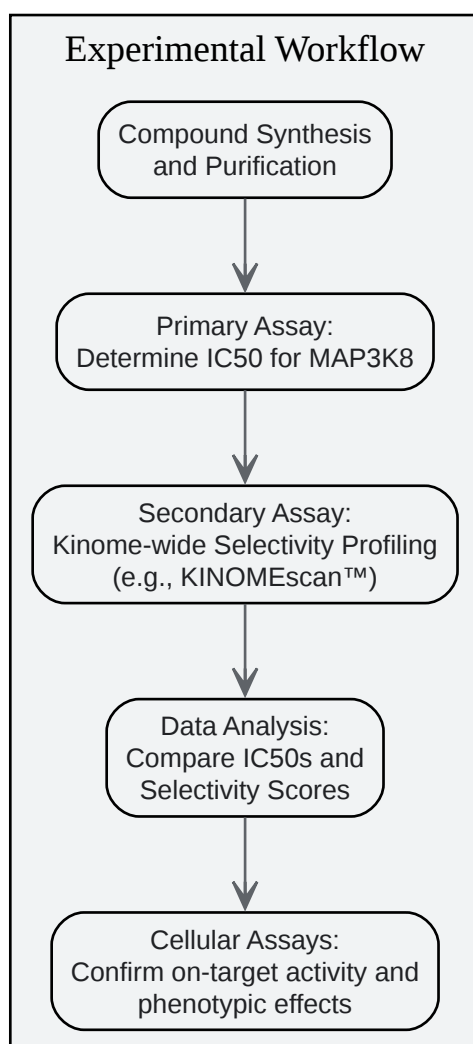 Experimental Workflow
Compound Synthesis
and Purification
Primary Assay:
Determine IC50 for MAP3K8
Secondary Assay:
Kinome-wide Selectivity Profiling
(e.g., KINOMEscan™)
Data Analysis:
Compare IC50s and
Selectivity Scores
Cellular Assays:
Confirm on-target activity and
phenotypic effects